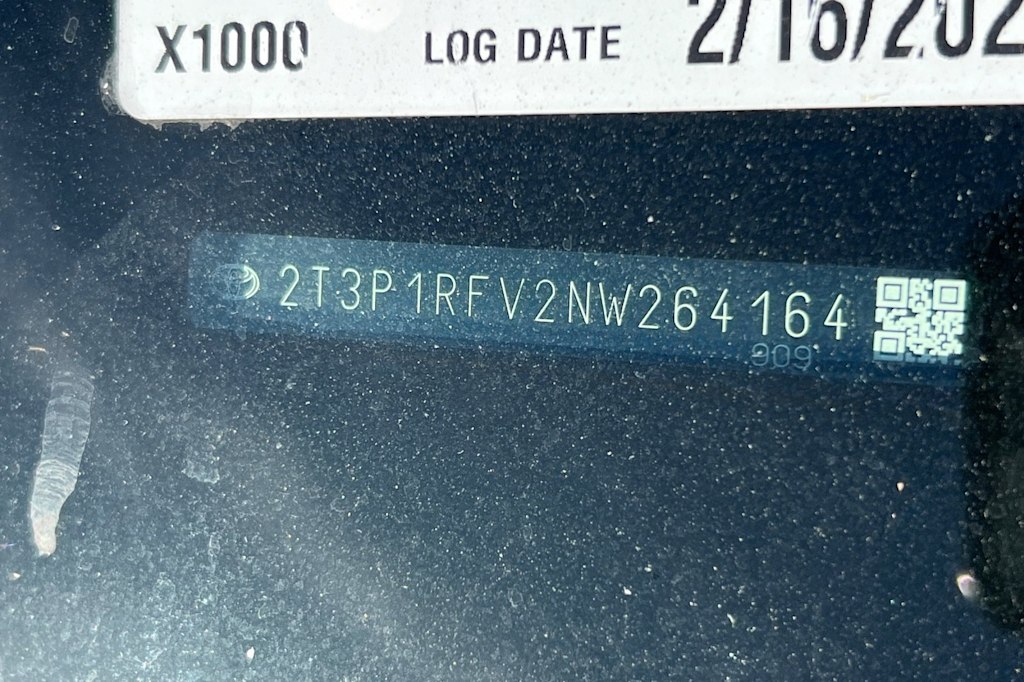 X1000 LOG DATE 2/16/202
2T3P1RFV2NW264164
909